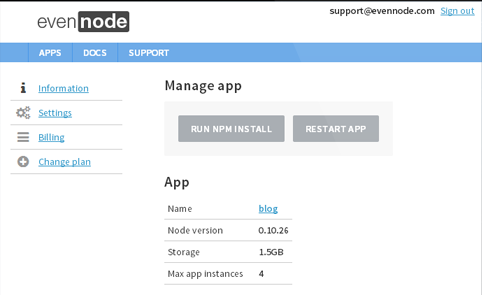 evennode
support@evennode.com Sign out
APPS DOCS SUPPORT
Information
Settings
Billing
Change plan
Manage app
RUN NPM INSTALL RESTART APP
App
Name blog
Node version 0.10.26
Storage 1.5GB
Max app instances 4